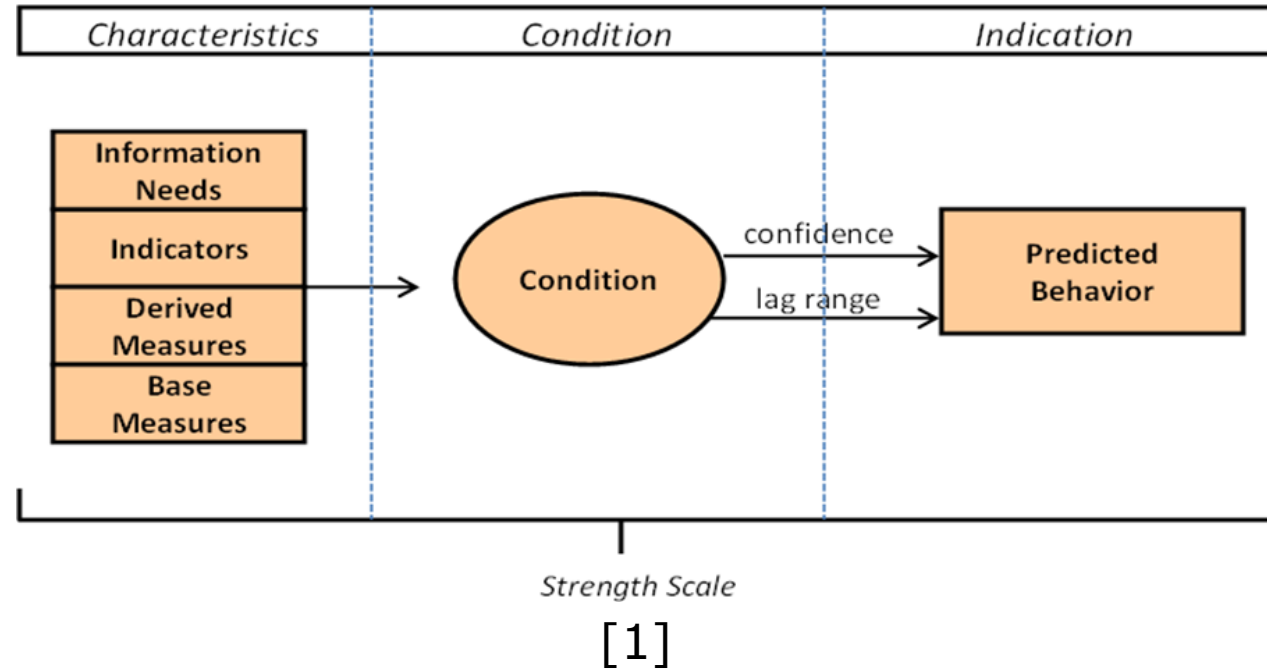 Characteristics
Condition
Indication
Information
Needs
Indicators
Derived
Measures
Base
Measures
Condition
confidence
lag range
Predicted
Behavior
Strength Scale
[1]